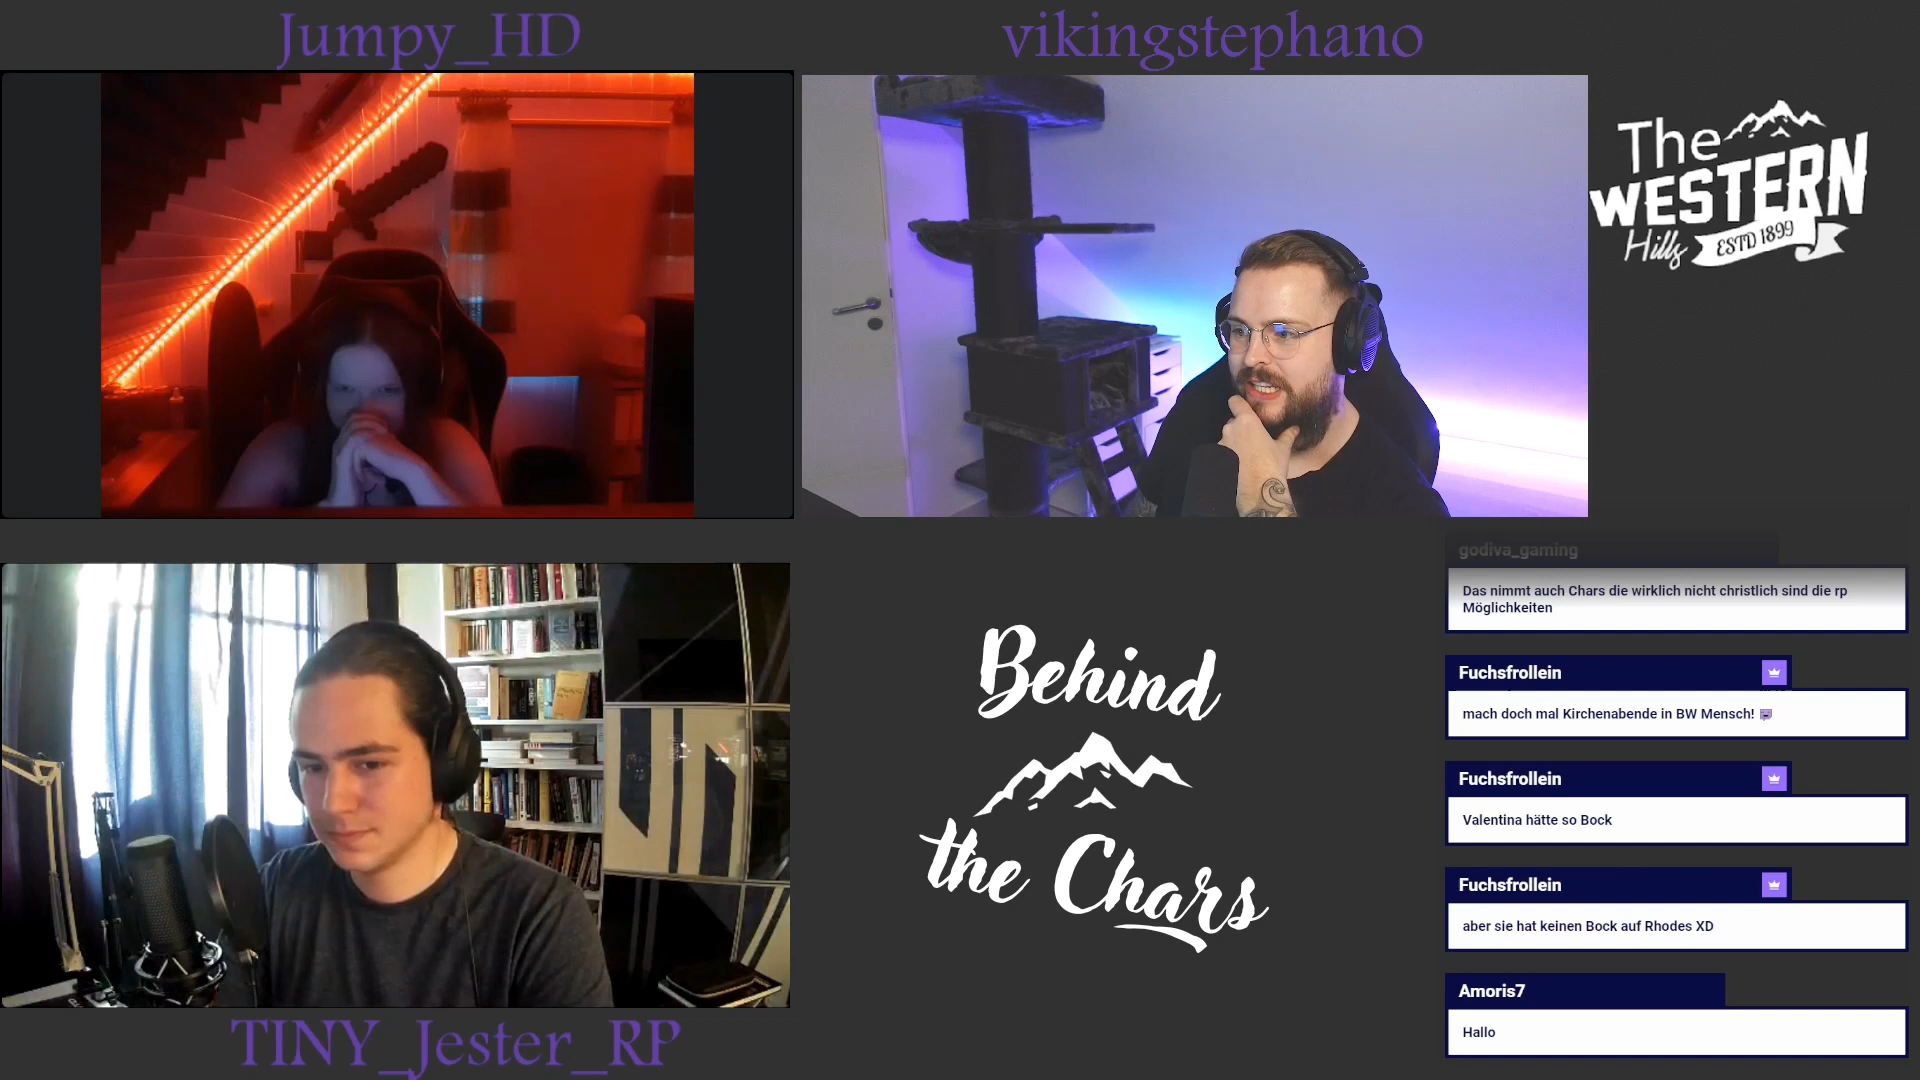 Jumpy_HD
vikingstephano
The
WESTERN
Hills
ESTD 1899
godiva_gaming
Das nimmt auch Chars die wirklich nicht christlich sind die rp
Möglichkeiten
Fuchsfrollein
mach doch mal Kirchenabende in BW Mensch!
Fuchsfrollein
Valentina hätte so Bock
Fuchsfrollein
aber sie hat keinen Bock auf Rhodes XD
Amoris7
Hallo
Behind
the Chars
TINY_Jester_RP